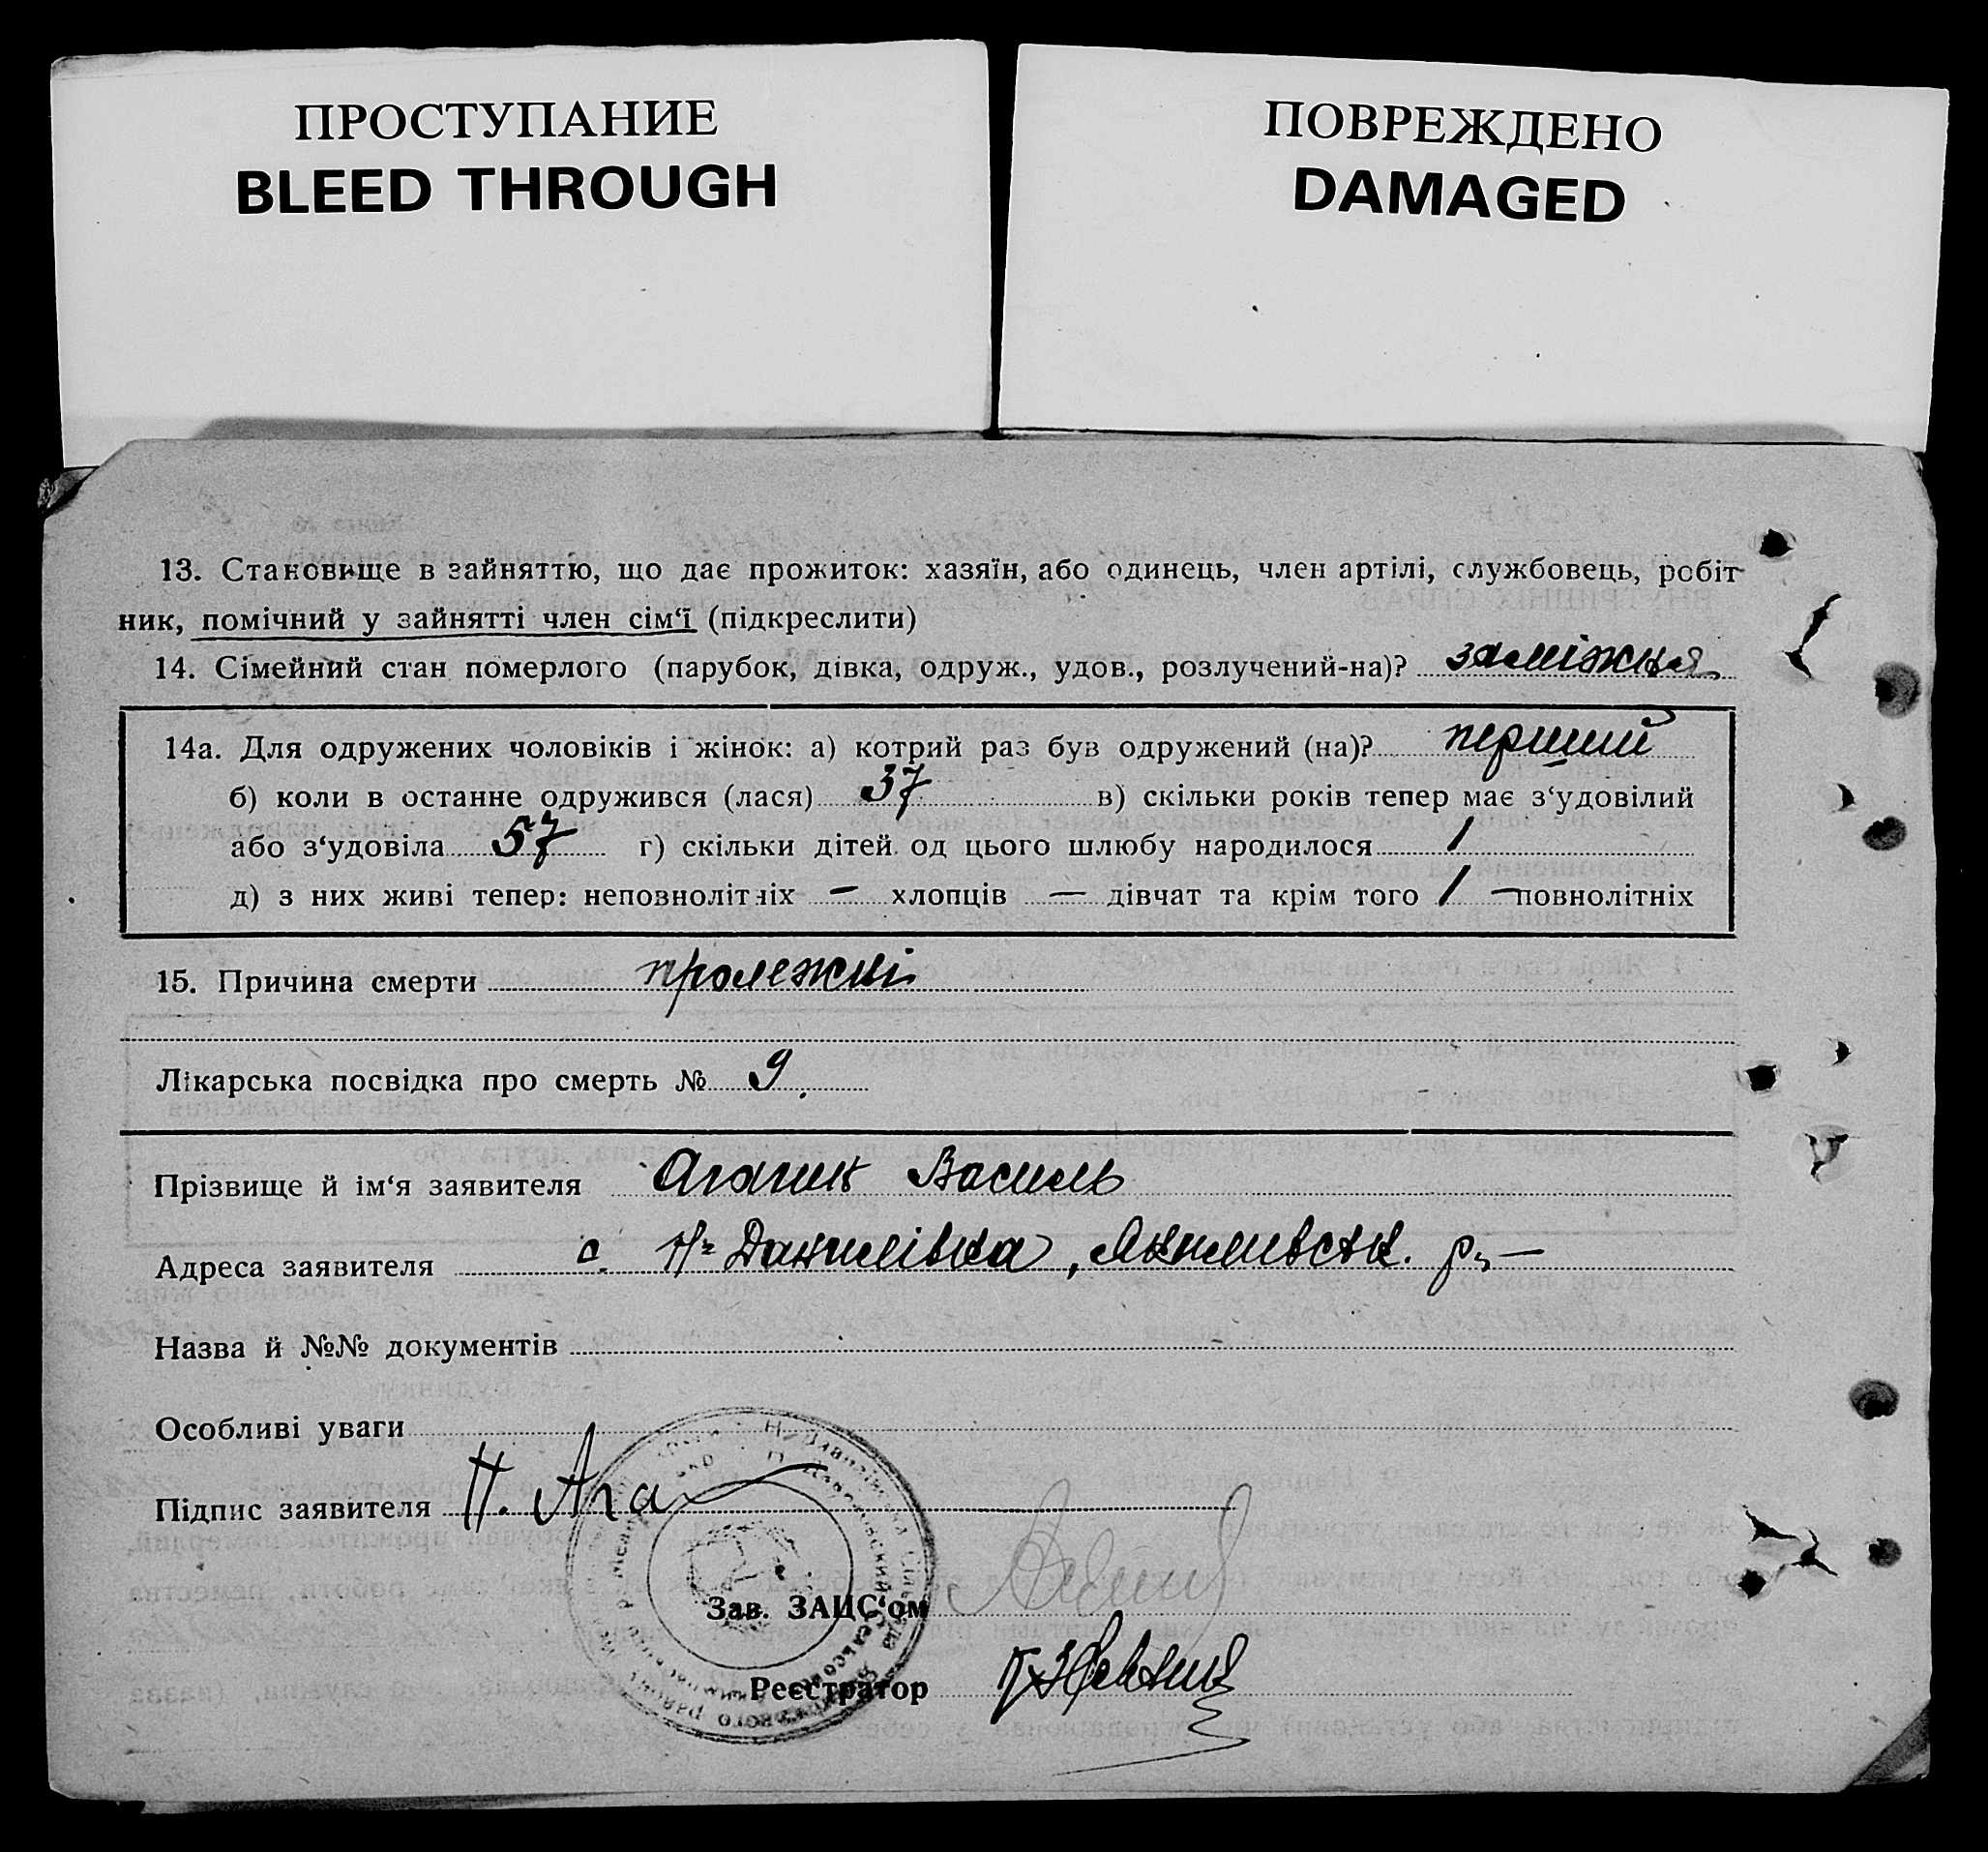 ПРОСТУПАНИЕ
BLEED THROUGH
ПОВРЕЖДЕНО
DAMAGED
13. Становище в зайняттю, що дає прожиток: хазяїн, або одинець, член артілі, службовець, робіт-
ник, помічний у зайнятті член сім‘ї (підкреслити)
14. Сімейний стан померлого (парубок, дівка, одруж., удов., розлучений-на)? заміжня
14а. Для одружених чоловіків і жінок: а) котрий раз був одружений (на)? перший
б) коли в останнє одружився (лася) 37 в) скільки років тепер має з‘удовілий
або з‘удовіла 57 г) скільки дітей од цього шлюбу народилося 1
д) з них живі тепер: неповнолітніх — хлопців — дівчат та крім того 1 — повнолітніх
15. Причина смерти пролежні
Лікарська посвідка про смерть № 9.
Прізвище й ім‘я заявителя Василь
Адреса заявителя с. Данилівка, р.—
Назва й №№ документів
Особливі уваги
Підпис заявителя
Зав. ЗАЦС‘ом
Реєстратор